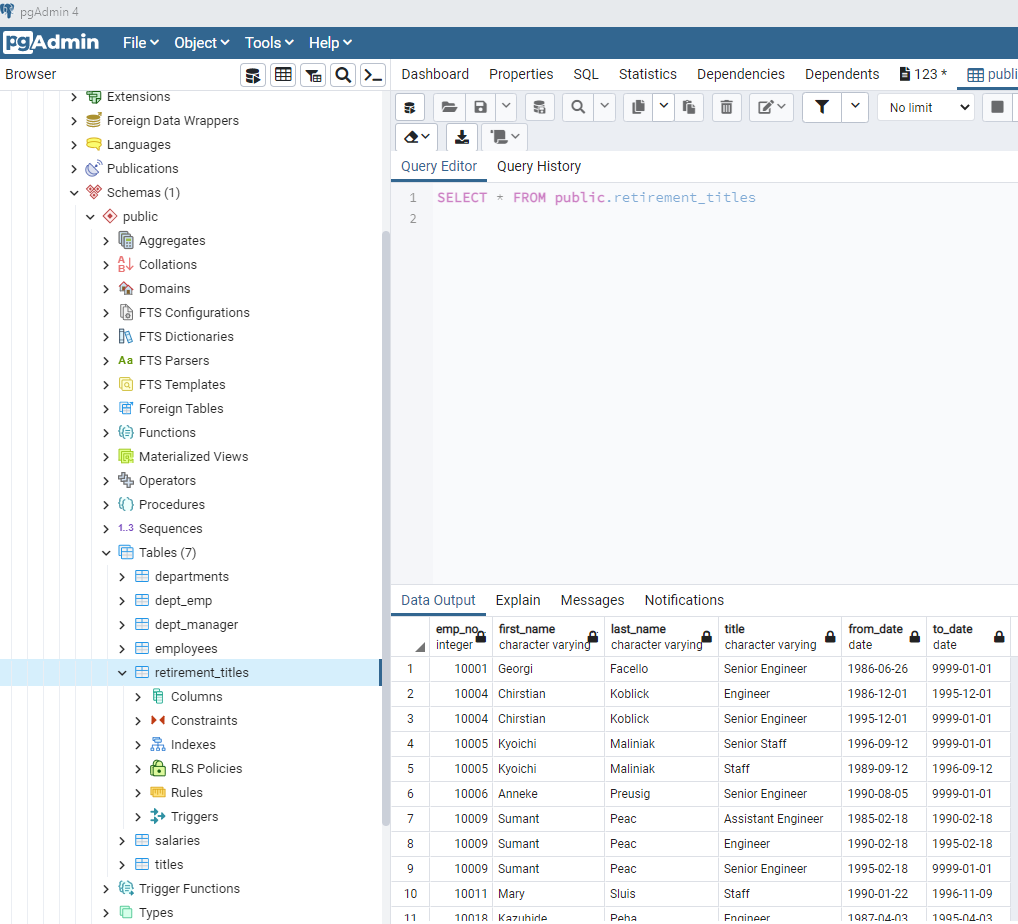 pgAdmin 4
pgAdmin File Object Tools Help
Browser
Dashboard Properties SQL Statistics Dependencies Dependents 123 * publi
Extensions
Foreign Data Wrappers
Languages
Publications
Schemas (1)
public
Aggregates
Collations
Domains
FTS Configurations
FTS Dictionaries
Aa FTS Parsers
FTS Templates
Foreign Tables
Functions
Materialized Views
Operators
Procedures
1..3 Sequences
Tables (7)
departments
dept_emp
dept_manager
employees
retirement_titles
Columns
Constraints
Indexes
RLS Policies
Rules
Triggers
salaries
titles
Trigger Functions
Types
No limit
Query Editor Query History
1 SELECT * FROM public.retirement_titles
2
Data Output Explain Messages Notifications
emp_no first_name last_name title from_date to_date
integer character varying character varying character varying date date
1 10001 Georgi Facello Senior Engineer 1986-06-26 9999-01-01
2 10004 Chirstian Koblick Engineer 1986-12-01 1995-12-01
3 10004 Chirstian Koblick Senior Engineer 1995-12-01 9999-01-01
4 10005 Kyoichi Maliniak Senior Staff 1996-09-12 9999-01-01
5 10005 Kyoichi Maliniak Staff 1989-09-12 1996-09-12
6 10006 Anneke Preusig Senior Engineer 1990-08-05 9999-01-01
7 10009 Sumant Peac Assistant Engineer 1985-02-18 1990-02-18
8 10009 Sumant Peac Engineer 1990-02-18 1995-02-18
9 10009 Sumant Peac Senior Engineer 1995-02-18 9999-01-01
10 10011 Mary Sluis Staff 1990-01-22 1996-11-09
11 10018 Kazuhide Peha Engineer 1987-04-03 1995-04-03